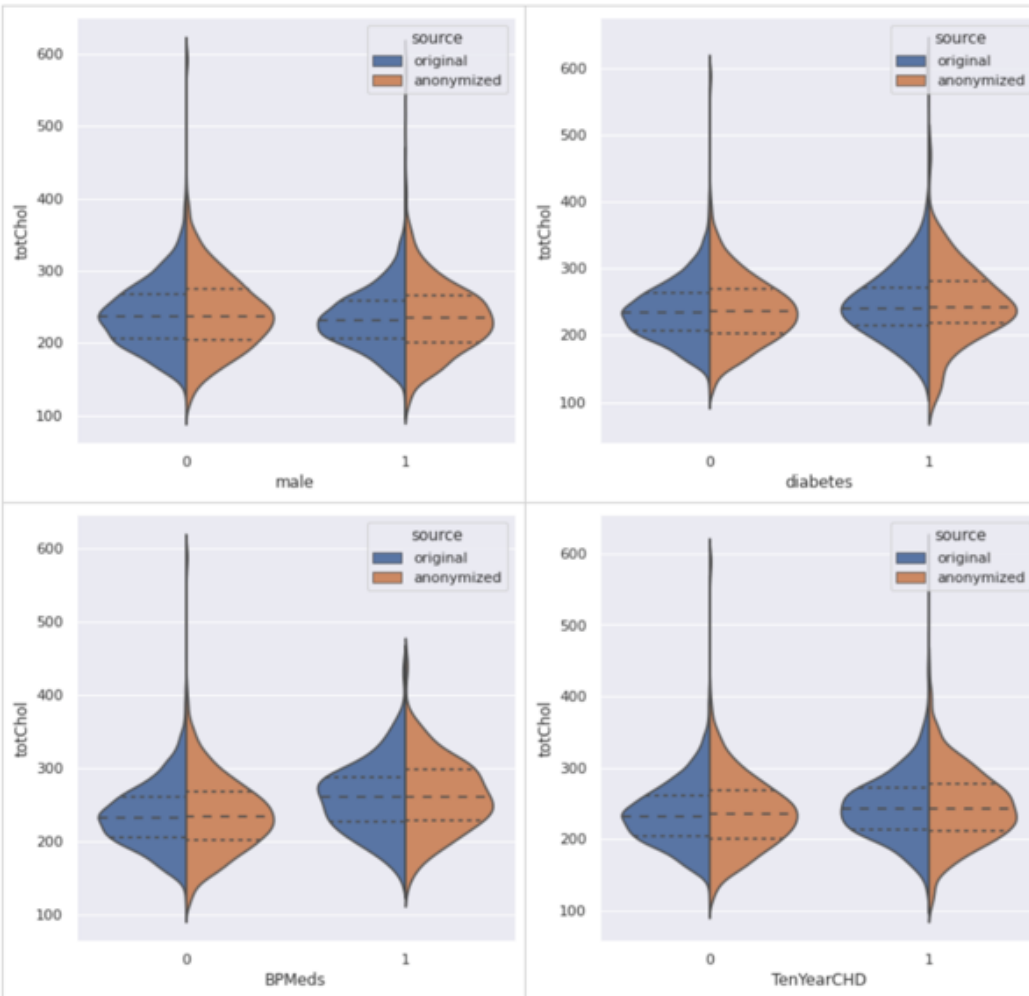 source
original
anonymized
600
500
400
300
200
100
totChol
0 1
male
source
original
anonymized
600
500
400
300
200
100
totChol
0 1
diabetes
source
original
anonymized
600
500
400
300
200
100
totChol
0 1
BPMeds
source
original
anonymized
600
500
400
300
200
100
totChol
0 1
TenYearCHD